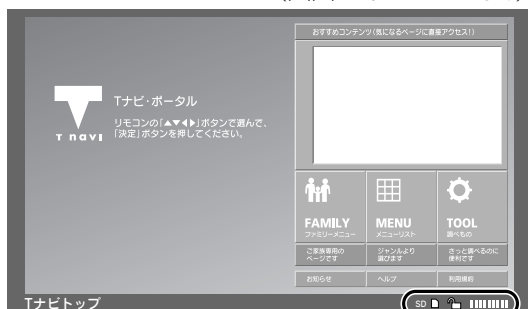 おすすめコンテンツ(気になるページに直接アクセス!)
Tナビ・ポータル
リモコンの「▲▼◀▶」ボタンで選んで、
「決定」ボタンを押してください。
T navi
FAMILY
ファミリーメニュー
MENU
メニューリスト
TOOL
調べもの
ご家族専用の
ページです
ジャンルより
選びます
さっと調べるのに
便利です
お知らせ
ヘルプ
利用規約
Tナビトップ
SD